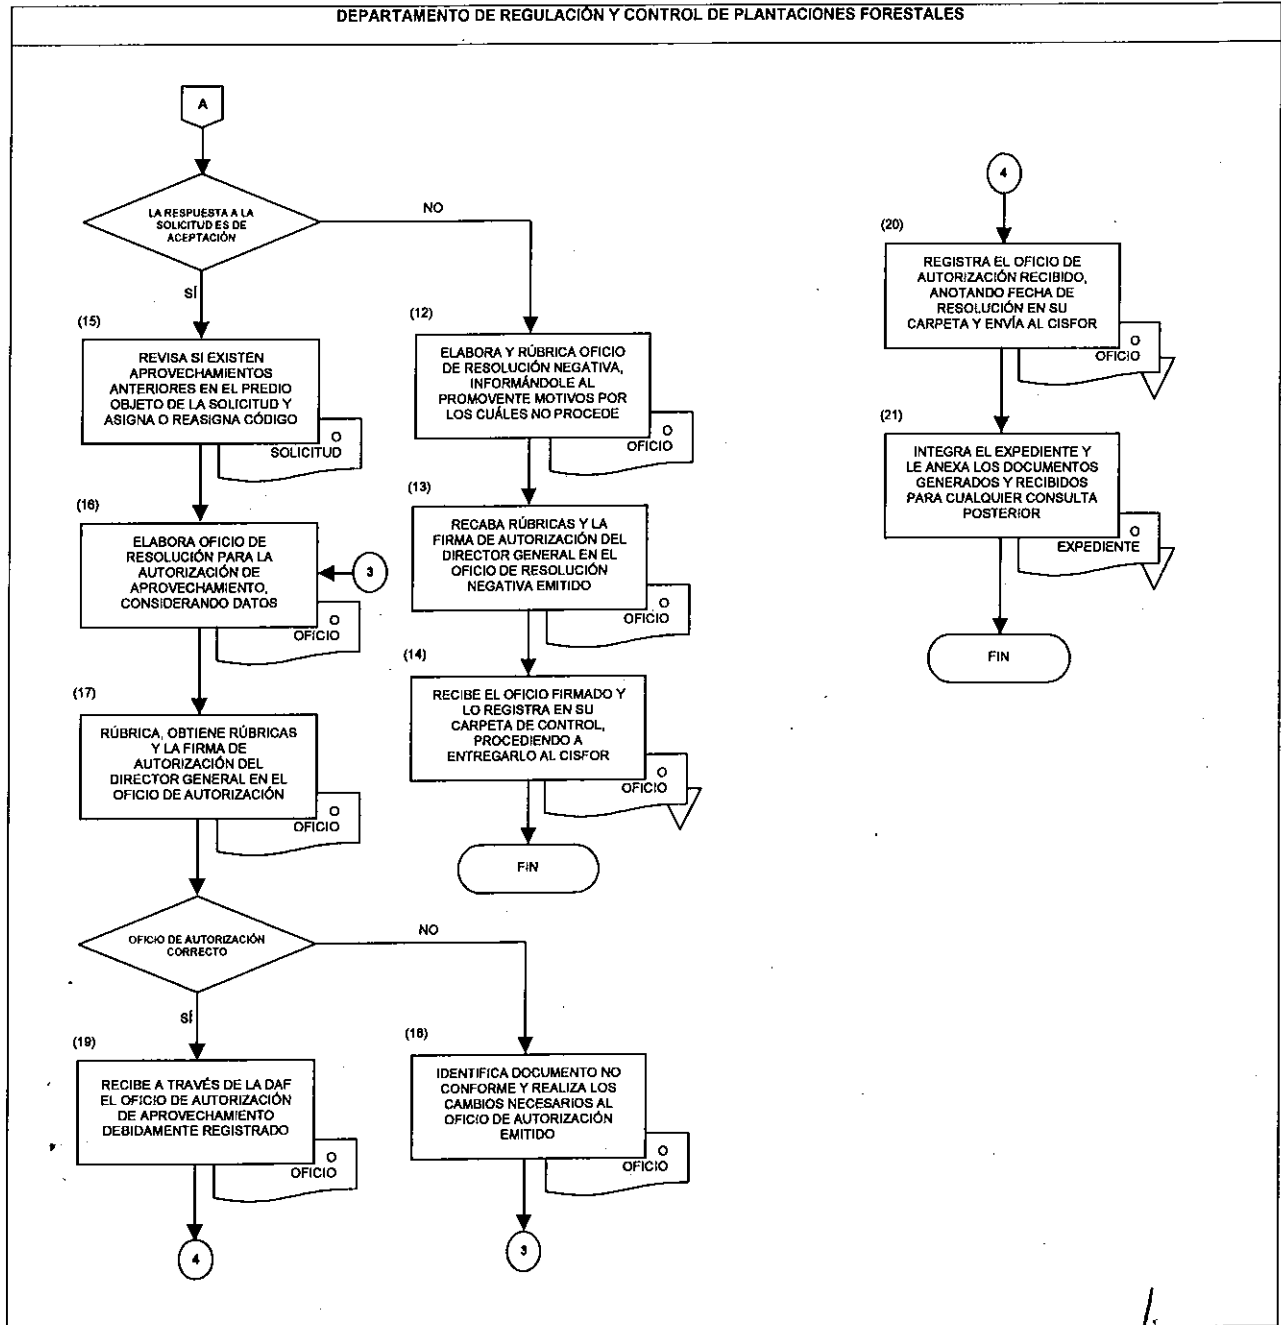 DEPARTAMENTO DE REGULACIÓN Y CONTROL DE PLANTACIONES FORESTALES
A
LA RESPUESTA A LA
SOLICITUD ES DE
ACEPTACIÓN
NO
SÍ
(15)
REVISA SI EXISTEN
APROVECHAMIENTOS
ANTERIORES EN EL PREDIO
OBJETO DE LA SOLICITUD Y
ASIGNA O REASIGNA CÓDIGO
O
SOLICITUD
(16)
ELABORA OFICIO DE
RESOLUCIÓN PARA LA
AUTORIZACIÓN DE
APROVECHAMIENTO,
CONSIDERANDO DATOS
3
O
OFICIO
(17)
RÚBRICA, OBTIENE RÚBRICAS
Y LA FIRMA DE
AUTORIZACIÓN DEL
DIRECTOR GENERAL EN EL
OFICIO DE AUTORIZACIÓN
O
OFICIO
OFICIO DE AUTORIZACIÓN
CORRECTO
NO
SÍ
(19)
RECIBE A TRAVÉS DE LA DAF
EL OFICIO DE AUTORIZACIÓN
DE APROVECHAMIENTO
DEBIDAMENTE REGISTRADO
O
OFICIO
4
(12)
ELABORA Y RÚBRICA OFICIO
DE RESOLUCIÓN NEGATIVA,
INFORMÁNDOLE AL
PROMOVENTE MOTIVOS POR
LOS CUÁLES NO PROCEDE
O
OFICIO
(13)
RECABA RÚBRICAS Y LA
FIRMA DE AUTORIZACIÓN DEL
DIRECTOR GENERAL EN EL
OFICIO DE RESOLUCIÓN
NEGATIVA EMITIDO
O
OFICIO
(14)
RECIBE EL OFICIO FIRMADO Y
LO REGISTRA EN SU
CARPETA DE CONTROL,
PROCEDIENDO A
ENTREGARLO AL CISFOR
O
OFICIO
FIN
(18)
IDENTIFICA DOCUMENTO NO
CONFORME Y REALIZA LOS
CAMBIOS NECESARIOS AL
OFICIO DE AUTORIZACIÓN
EMITIDO
O
OFICIO
3
4
(20)
REGISTRA EL OFICIO DE
AUTORIZACIÓN RECIBIDO,
ANOTANDO FECHA DE
RESOLUCIÓN EN SU
CARPETA Y ENVÍA AL CISFOR
O
OFICIO
(21)
INTEGRA EL EXPEDIENTE Y
LE ANEXA LOS DOCUMENTOS
GENERADOS Y RECIBIDOS
PARA CUALQUIER CONSULTA
POSTERIOR
O
EXPEDIENTE
FIN